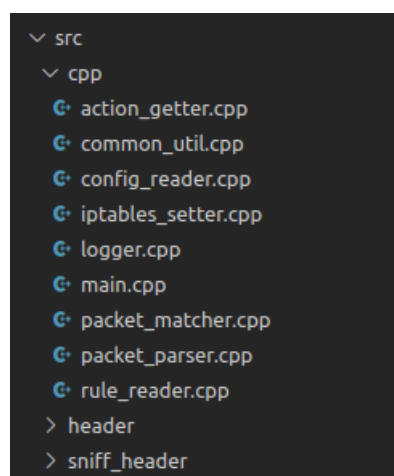 src
cpp
action_getter.cpp
common_util.cpp
config_reader.cpp
iptables_setter.cpp
logger.cpp
main.cpp
packet_matcher.cpp
packet_parser.cpp
rule_reader.cpp
header
sniff_header